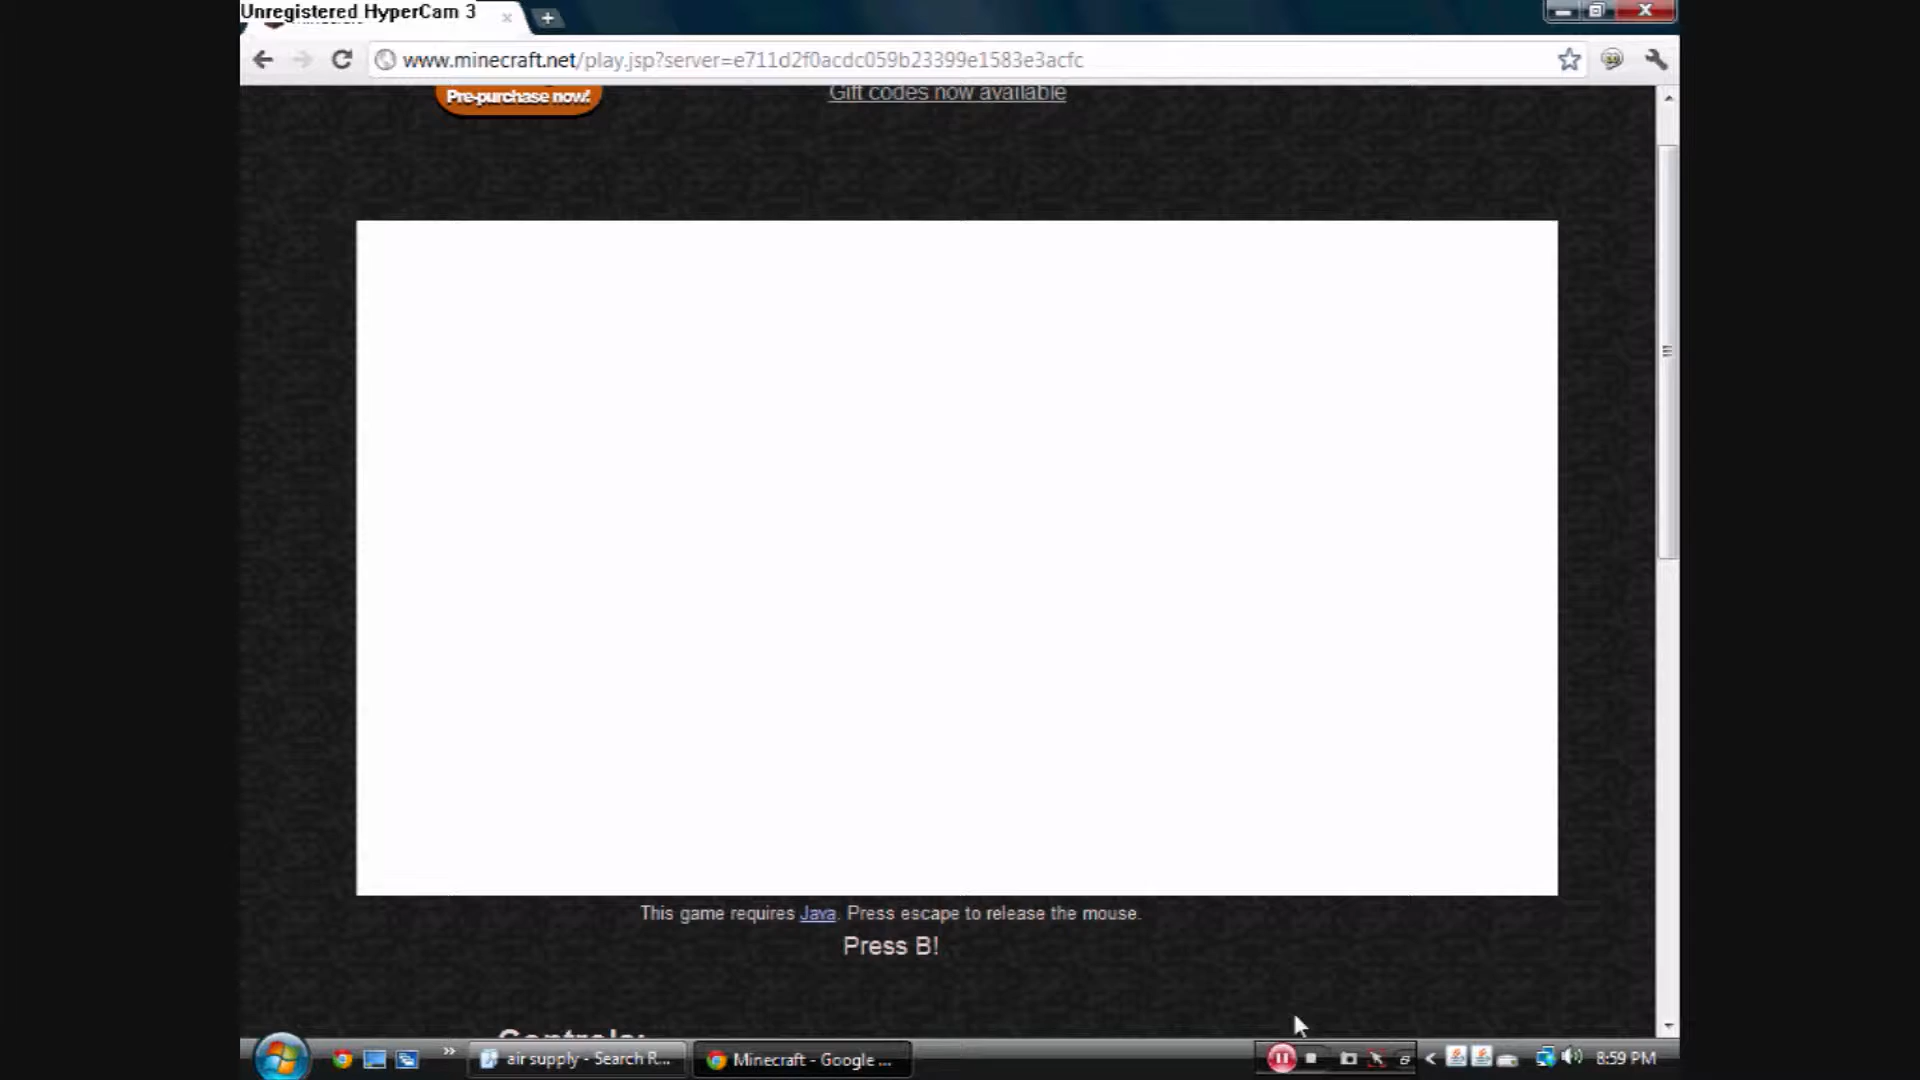 Unregistered HyperCam 3
www.minecraft.net/play.jsp?server=e711d2f0acdc059b23399e1583e3acfc
Pre-purchase now!
Gift codes now available
This game requires Java. Press escape to release the mouse.
Press B!
Controls:
air supply - Search R...
Minecraft - Google ...
8:59 PM